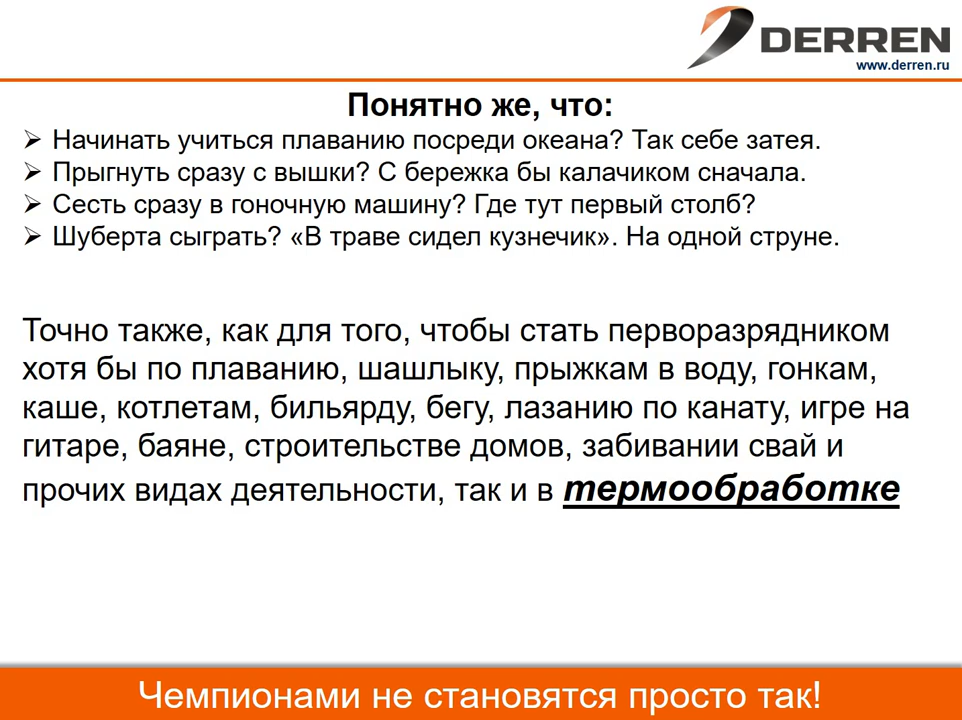 DERREN
www.derren.ru
Понятно же, что:
➢ Начинать учиться плаванию посреди океана? Так себе затея.
➢ Прыгнуть сразу с вышки? С бережка бы калачиком сначала.
➢ Сесть сразу в гоночную машину? Где тут первый столб?
➢ Шуберта сыграть? «В траве сидел кузнечик». На одной струне.
Точно также, как для того, чтобы стать перворазрядником
хотя бы по плаванию, шашлыку, прыжкам в воду, гонкам,
каше, котлетам, бильярду, бегу, лазанию по канату, игре на
гитаре, баяне, строительстве домов, забивании свай и
прочих видах деятельности, так и в термообработке
Чемпионами не становятся просто так!